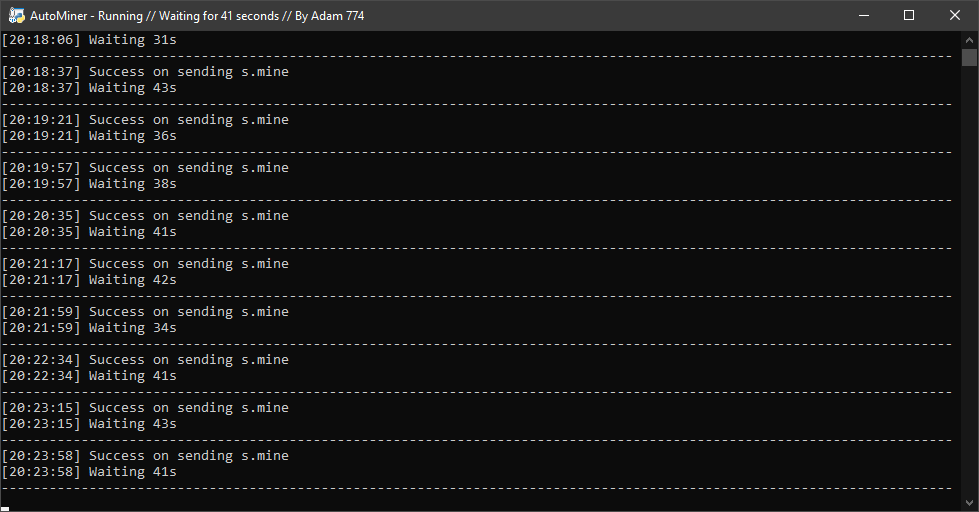 AutoMiner - Running // Waiting for 41 seconds // By Adam 774
[20:18:06] Waiting 31s
-----------------------------------------------------------------------------------------------------------------------
[20:18:37] Success on sending s.mine
[20:18:37] Waiting 43s
-----------------------------------------------------------------------------------------------------------------------
[20:19:21] Success on sending s.mine
[20:19:21] Waiting 36s
-----------------------------------------------------------------------------------------------------------------------
[20:19:57] Success on sending s.mine
[20:19:57] Waiting 38s
-----------------------------------------------------------------------------------------------------------------------
[20:20:35] Success on sending s.mine
[20:20:35] Waiting 41s
-----------------------------------------------------------------------------------------------------------------------
[20:21:17] Success on sending s.mine
[20:21:17] Waiting 42s
-----------------------------------------------------------------------------------------------------------------------
[20:21:59] Success on sending s.mine
[20:21:59] Waiting 34s
-----------------------------------------------------------------------------------------------------------------------
[20:22:34] Success on sending s.mine
[20:22:34] Waiting 41s
-----------------------------------------------------------------------------------------------------------------------
[20:23:15] Success on sending s.mine
[20:23:15] Waiting 43s
-----------------------------------------------------------------------------------------------------------------------
[20:23:58] Success on sending s.mine
[20:23:58] Waiting 41s
-----------------------------------------------------------------------------------------------------------------------